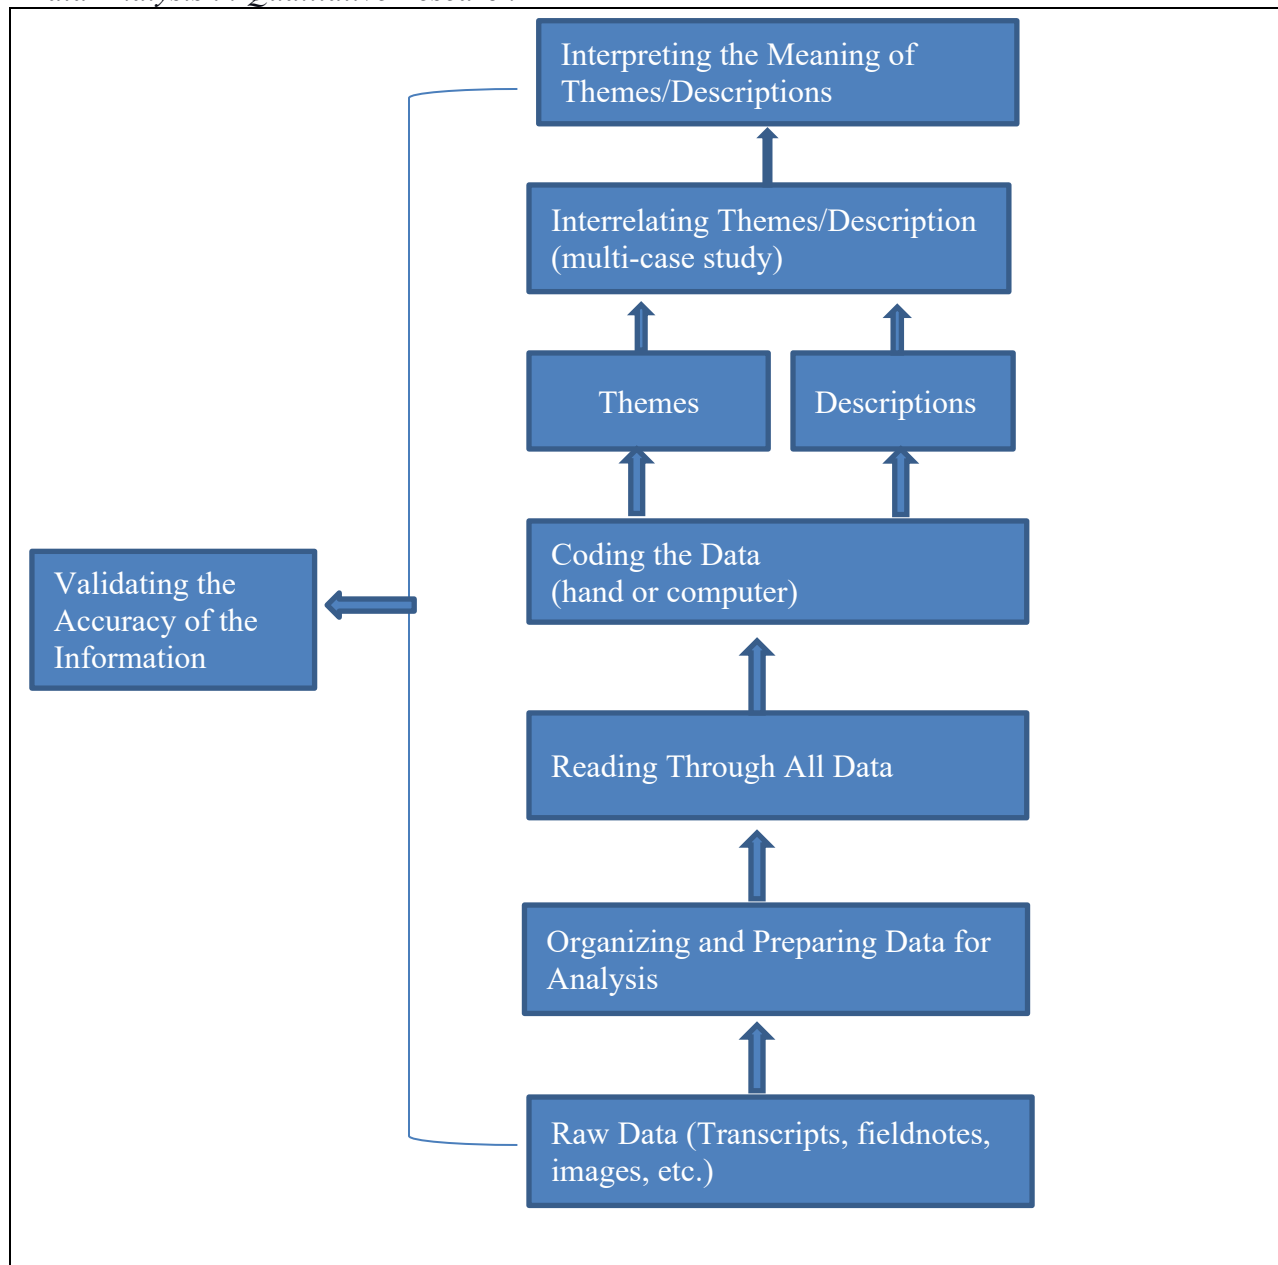 Interpreting the Meaning of
Themes/Descriptions
Interrelating Themes/Description
(multi-case study)
Themes
Descriptions
Coding the Data
(hand or computer)
Validating the
Accuracy of the
Information
Reading Through All Data
Organizing and Preparing Data for
Analysis
Raw Data (Transcripts, fieldnotes,
images, etc.)